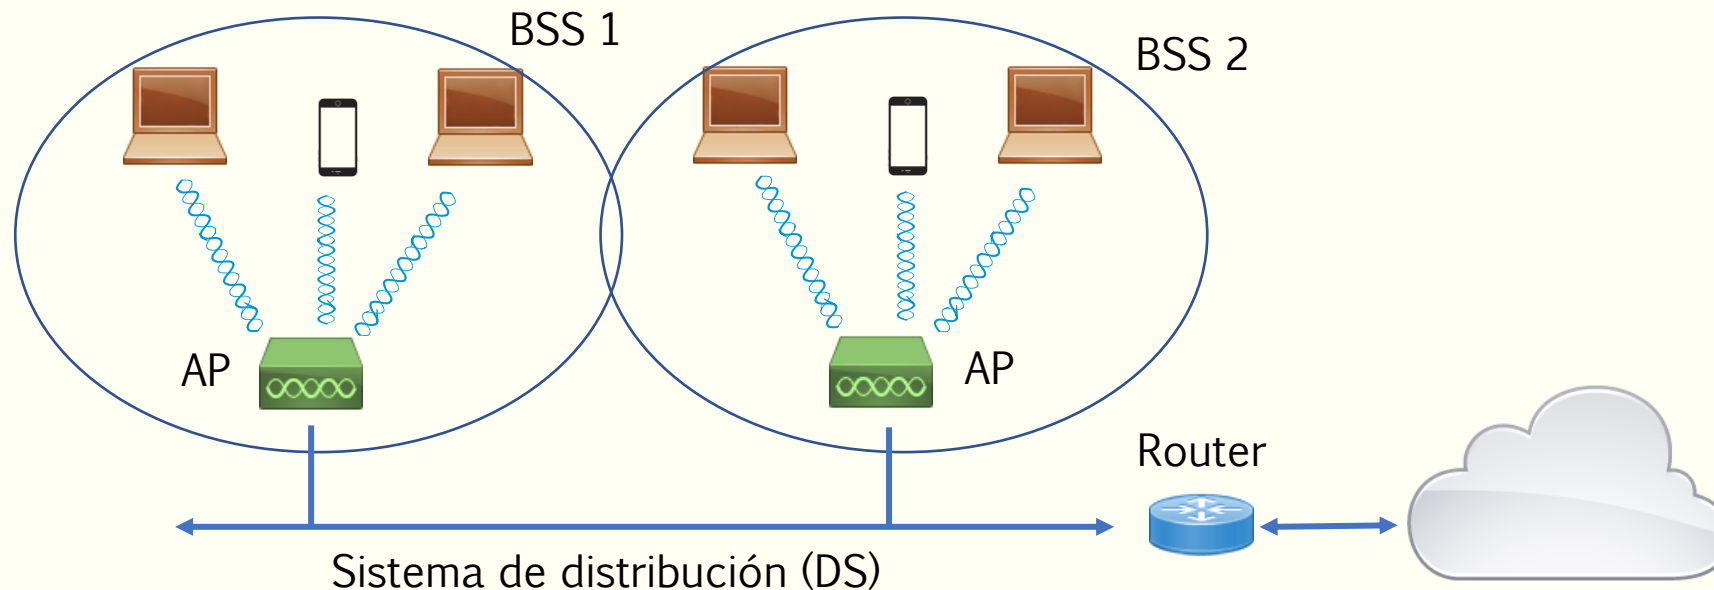 BSS 1
BSS 2
AP
AP
Router
Sistema de distribución (DS)